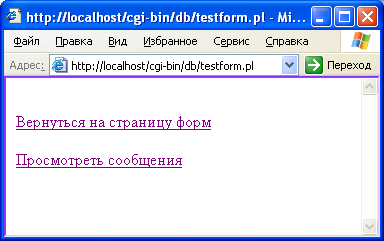 http://localhost/cgi-bin/db/testform.pl - Mi...
Файл Правка Вид Избранное Сервис Справка
Адрес: http://localhost/cgi-bin/db/testform.pl Переход
Вернуться на страницу форм
Просмотреть сообщения